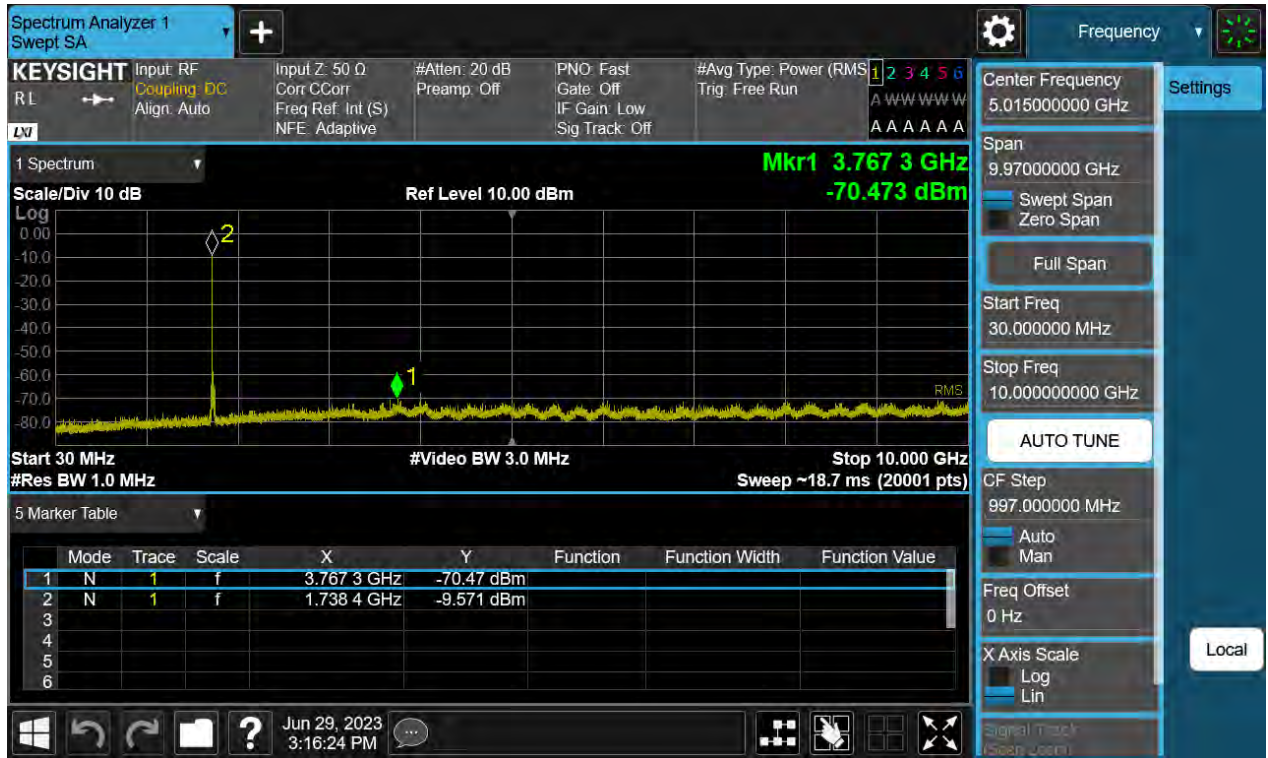 Spectrum Analyzer 1
Swept SA
+
Frequency
KEYSIGHT
RL
LXI
Input: RF
Coupling: DC
Align: Auto
Input Z: 50 Ω
Corr CCorr
Freq Ref: Int (S)
NFE: Adaptive
#Atten: 20 dB
Preamp: Off
PNO: Fast
Gate: Off
IF Gain: Low
Sig Track: Off
#Avg Type: Power (RMS
Trig: Free Run
1 2 3 4 5 6
A W W W W W
A A A A A A
1 Spectrum
Mkr1 3.767 3 GHz
Scale/Div 10 dB
Ref Level 10.00 dBm
-70.473 dBm
Log
0.00
-10.0
-20.0
-30.0
-40.0
-50.0
-60.0
-70.0
-80.0
2
1
RMS
Start 30 MHz
#Video BW 3.0 MHz
Stop 10.000 GHz
#Res BW 1.0 MHz
Sweep ~18.7 ms (20001 pts)
5 Marker Table
Mode Trace Scale X Y Function Function Width Function Value
1 N 1 f 3.767 3 GHz -70.47 dBm
2 N 1 f 1.738 4 GHz -9.571 dBm
3
4
5
6
Center Frequency
5.015000000 GHz
Settings
Span
9.97000000 GHz
Swept Span
Zero Span
Full Span
Start Freq
30.000000 MHz
Stop Freq
10.000000000 GHz
AUTO TUNE
CF Step
997.000000 MHz
Auto
Man
Freq Offset
0 Hz
X Axis Scale
Log
Lin
Local
Signal Track
(Span Zoom)
?
Jun 29, 2023
3:16:24 PM